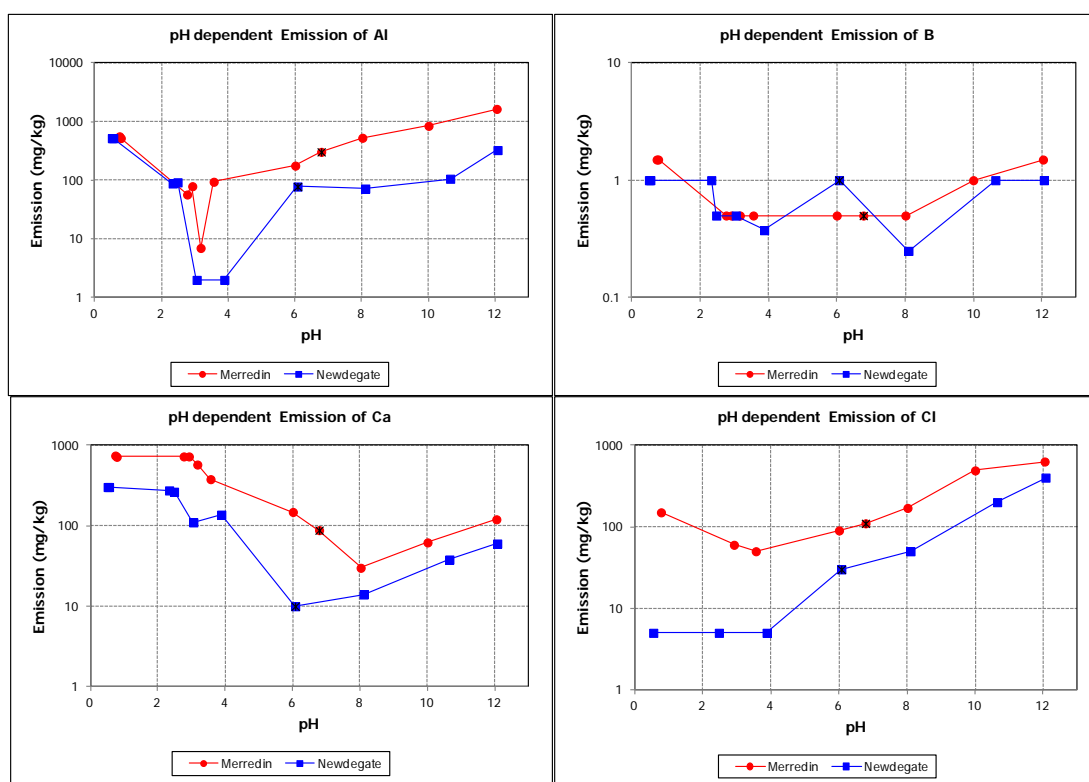 pH dependent Emission of Al
10000
1000
100
10
1
Emission (mg/kg)
0 2 4 6 8 10 12
pH
Merredin Newdegate
pH dependent Emission of B
10
1
0.1
Emission (mg/kg)
0 2 4 6 8 10 12
pH
Merredin Newdegate
pH dependent Emission of Ca
1000
100
10
1
Emission (mg/kg)
0 2 4 6 8 10 12
pH
Merredin Newdegate
pH dependent Emission of Cl
1000
100
10
1
Emission (mg/kg)
0 2 4 6 8 10 12
pH
Merredin Newdegate